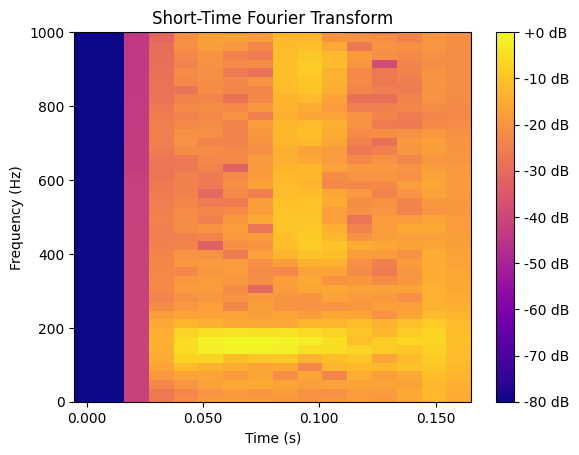 Short-Time Fourier Transform
Frequency (Hz)
1000
800
600
400
200
0
0.000
0.050
0.100
0.150
Time (s)
+0 dB
-10 dB
-20 dB
-30 dB
-40 dB
-50 dB
-60 dB
-70 dB
-80 dB